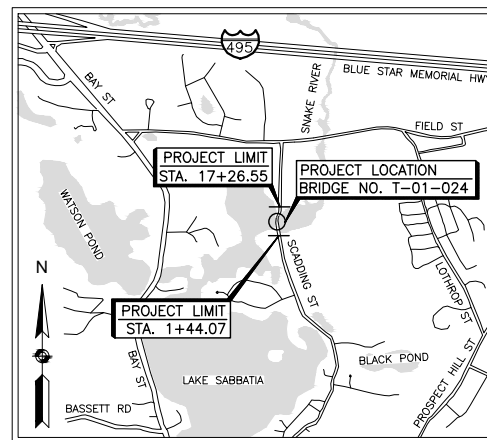 495
BLUE STAR MEMORIAL HWY
BAY ST
SNAKE RIVER
FIELD ST
PROJECT LIMIT
STA. 17+26.55
PROJECT LOCATION
BRIDGE NO. T-01-024
WATSON POND
SCADDING ST
LOTHROP ST
N
PROJECT LIMIT
STA. 1+44.07
BAY ST
LAKE SABBATIA
BLACK POND
PROSPECT HILL ST
BASSETT RD